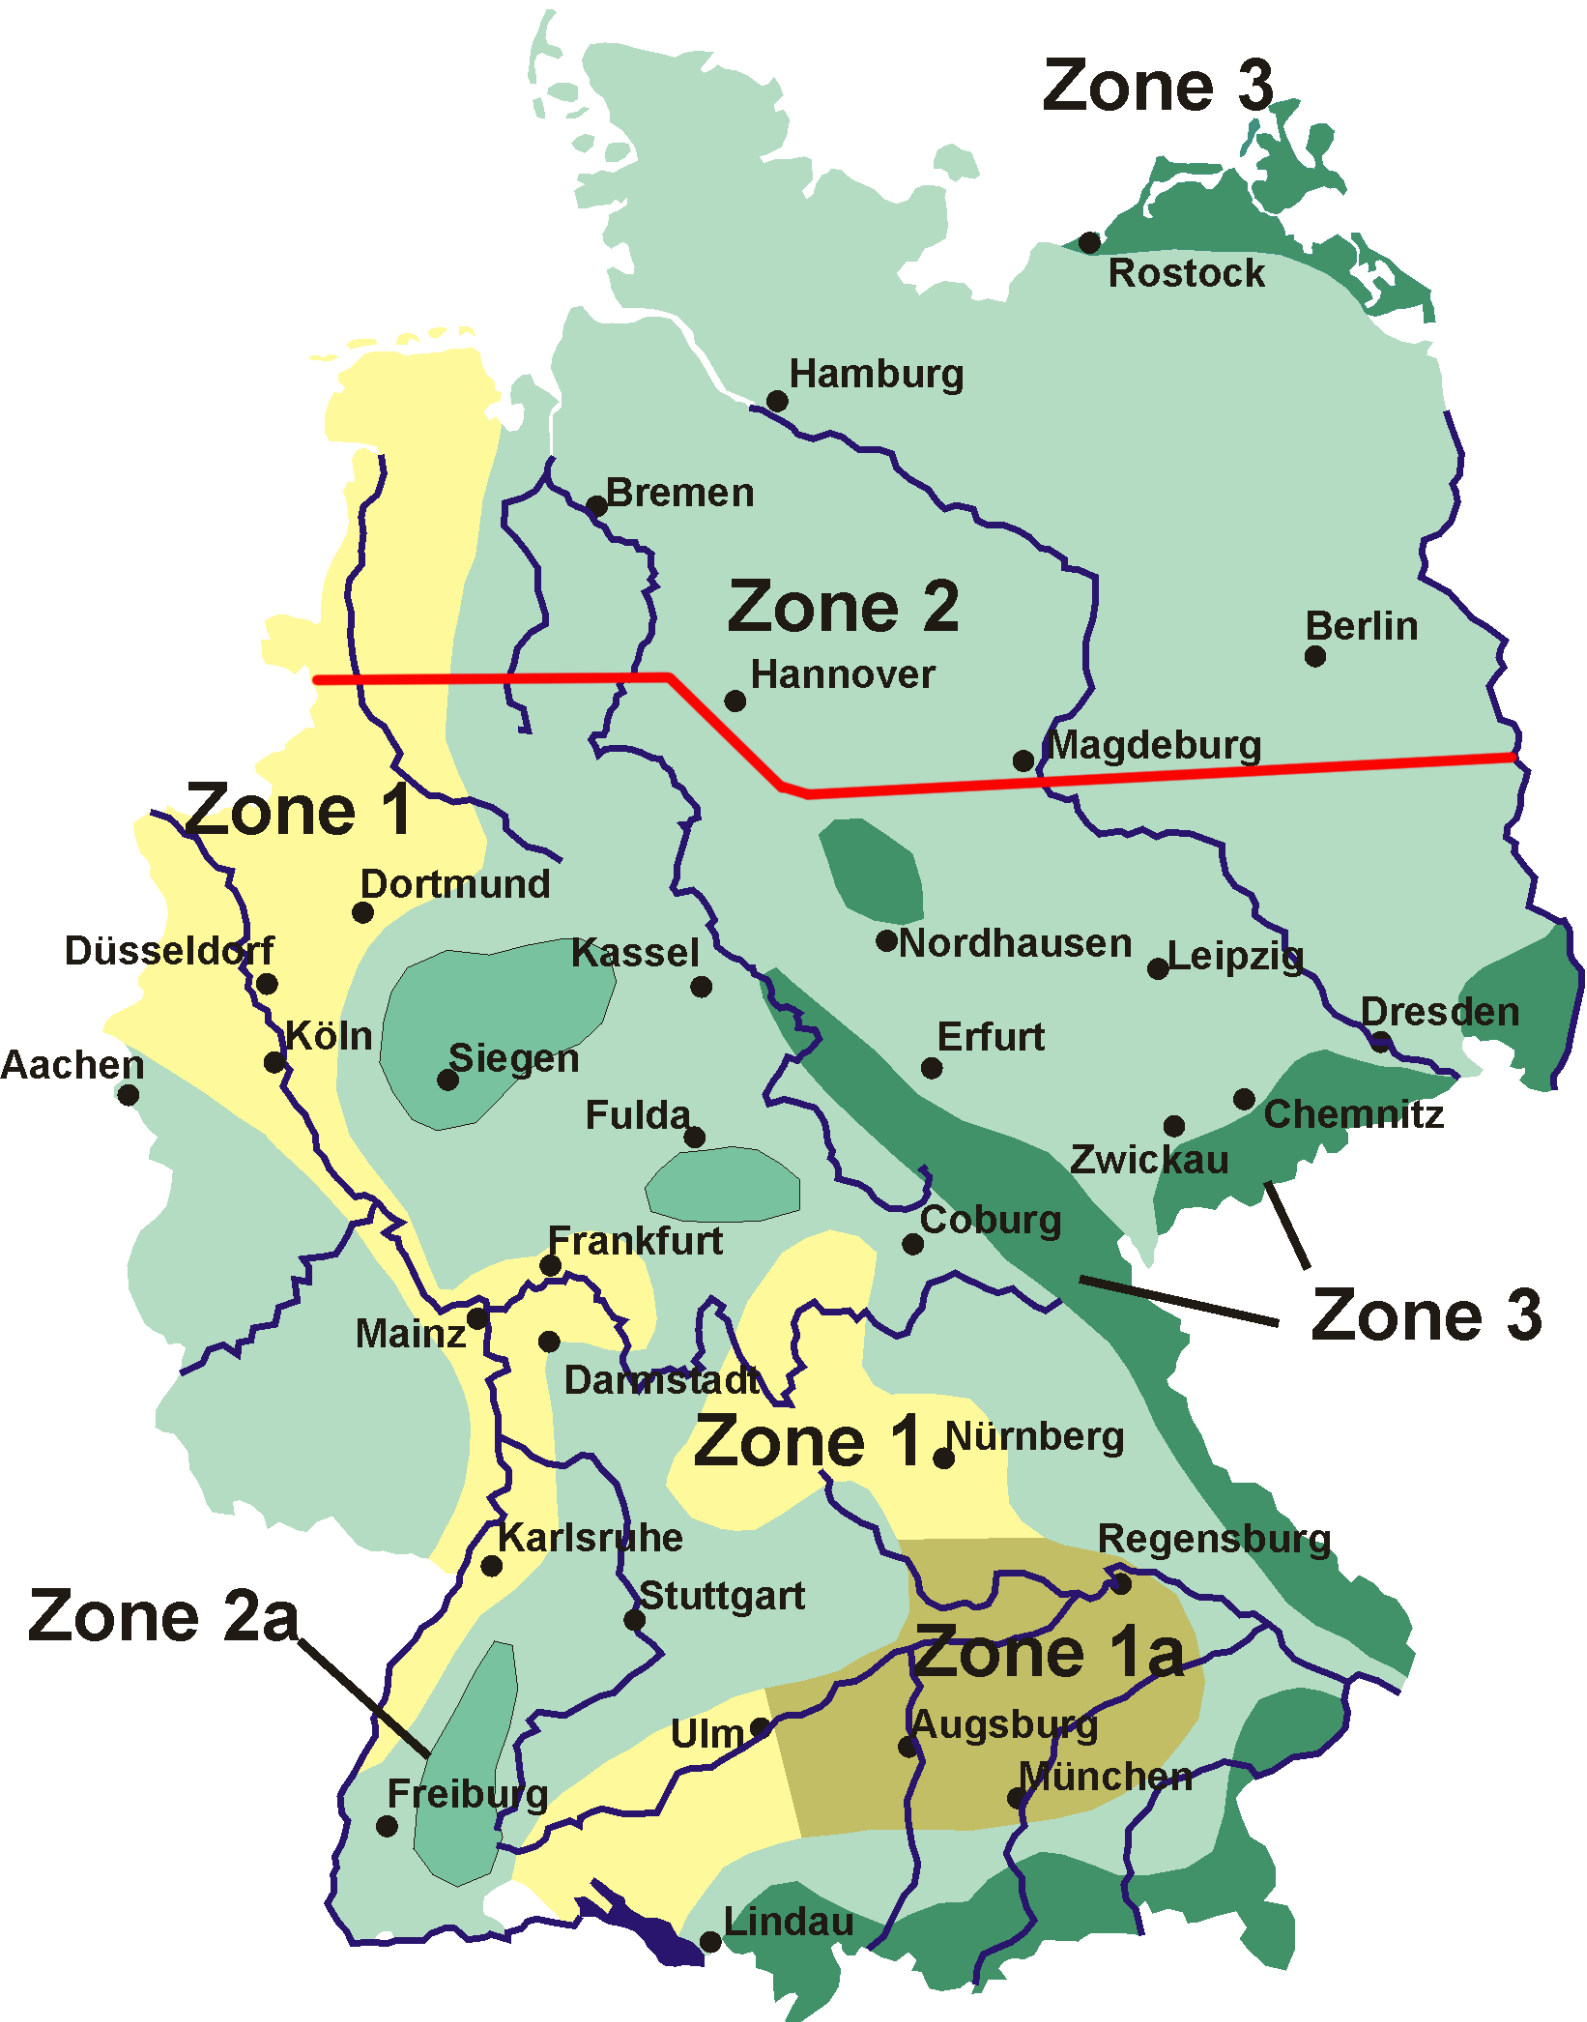 Zone 3
Rostock
Hamburg
Bremen
Zone 2
Berlin
Hannover
Magdeburg
Zone 1
Dortmund
Düsseldorf
Kassel
Nordhausen
Leipzig
Dresden
Köln
Siegen
Erfurt
Aachen
Fulda
Chemnitz
Zwickau
Coburg
Frankfurt
Zone 3
Mainz
Darmstadt
Zone 1
Nürnberg
Karlsruhe
Regensburg
Stuttgart
Zone 2a
Zone 1a
Ulm
Augsburg
München
Freiburg
Lindau